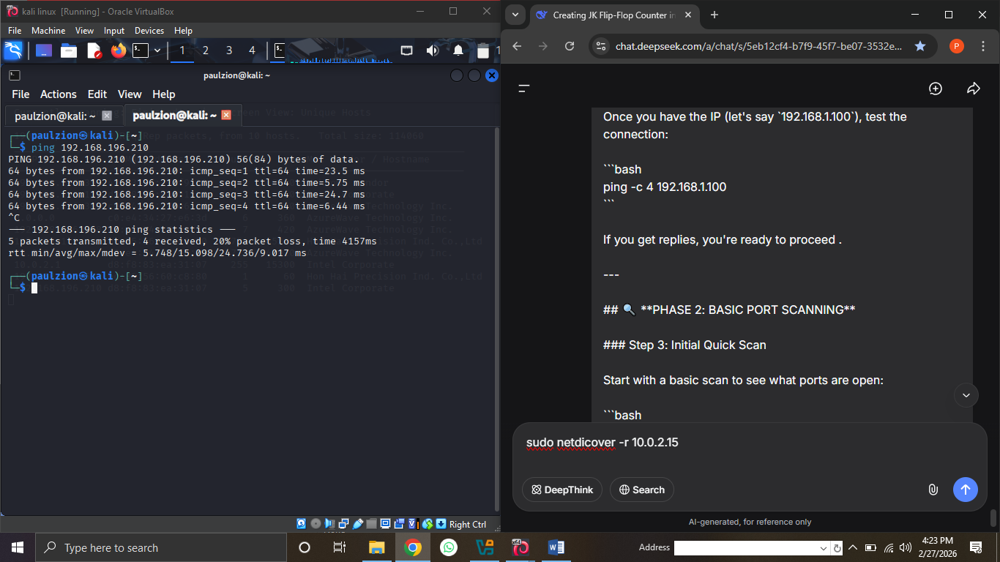 kali linux [Running] - Oracle VirtualBox
File Machine View Input Devices Help
1 2 3 4
paulzion@kali: ~
File Actions Edit View Help
paulzion@kali: ~
paulzion@kali: ~
┌──(paulzion㉿kali)-[~]
└─$ ping 192.168.196.210
PING 192.168.196.210 (192.168.196.210) 56(84) bytes of data.
64 bytes from 192.168.196.210: icmp_seq=1 ttl=64 time=23.5 ms
64 bytes from 192.168.196.210: icmp_seq=2 ttl=64 time=5.75 ms
64 bytes from 192.168.196.210: icmp_seq=3 ttl=64 time=24.7 ms
64 bytes from 192.168.196.210: icmp_seq=4 ttl=64 time=6.44 ms
^C
--- 192.168.196.210 ping statistics ---
5 packets transmitted, 4 received, 20% packet loss, time 4157ms
rtt min/avg/max/mdev = 5.748/15.098/24.736/9.017 ms
┌──(paulzion㉿kali)-[~]
└─$
Right Ctrl
Creating JK Flip-Flop Counter in
chat.deepseek.com/a/chat/s/5eb12cf4-b7f9-45f7-be07-3532e...
P
Once you have the IP (let's say `192.168.1.100`), test the
connection:
```bash
ping -c 4 192.168.1.100
```
If you get replies, you're ready to proceed .
---
## 🔍 **PHASE 2: BASIC PORT SCANNING**
### Step 3: Initial Quick Scan
Start with a basic scan to see what ports are open:
```bash
sudo netdicover -r 10.0.2.15
DeepThink
Search
AI-generated, for reference only
Type here to search
Address
4:23 PM
2/27/2026